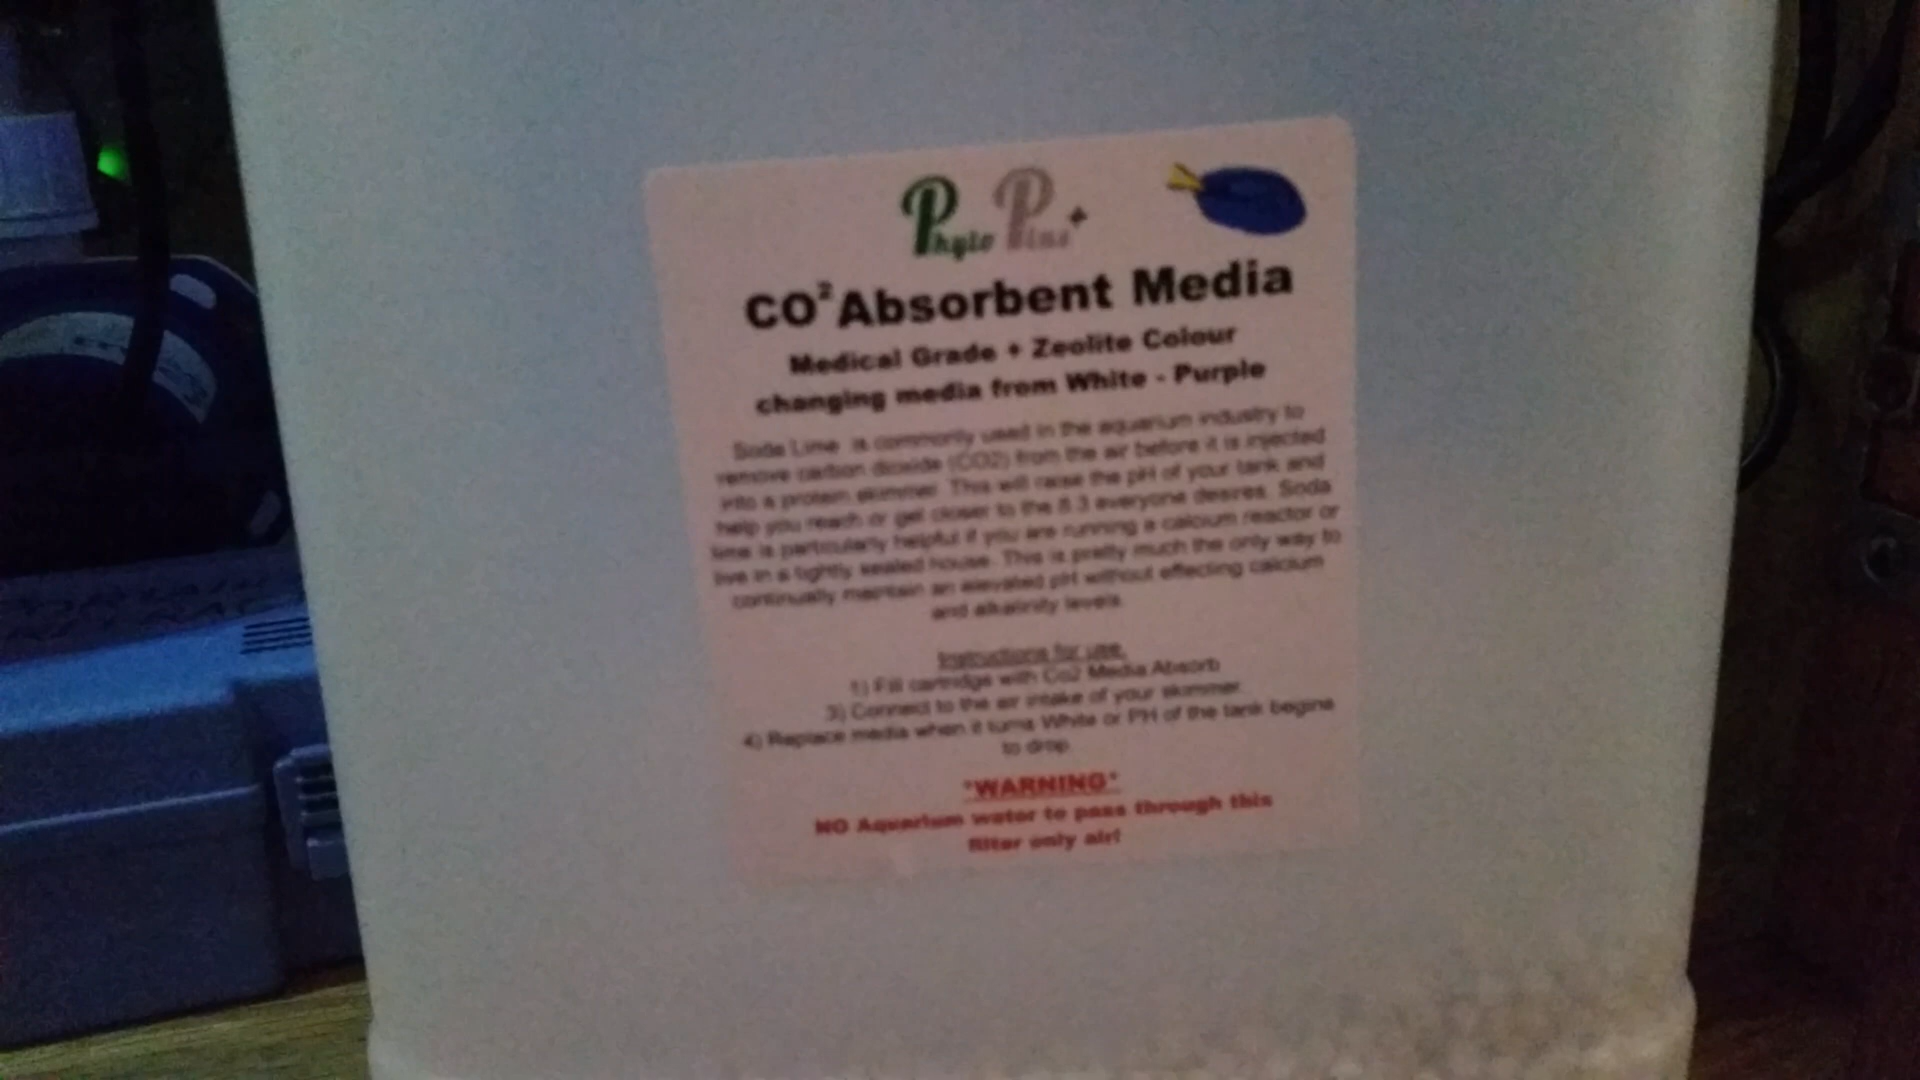 Phyto Plus+
CO²Absorbent Media
Medical Grade + Zeolite Colour
changing media from White - Purple
Soda Lime is commonly used in the aquarium industry to
remove carbon dioxide (CO2) from the air before it is injected
into a protein skimmer. This will raise the pH of your tank and
help you reach or get closer to the 8.3 everyone desires. Soda
lime is particularly helpful if you are running a calcium reactor or
live in a tightly sealed house. This is pretty much the only way to
continually maintain an elevated pH without effecting calcium
and alkalinity levels.
Instructions for use.
1) Fill cartridge with Co2 Media Absorb
3) Connect to the air intake of your skimmer.
4) Replace media when it turns White or PH of the tank begins
to drop
*WARNING*
NO Aquarium water to pass through this
filter only air!